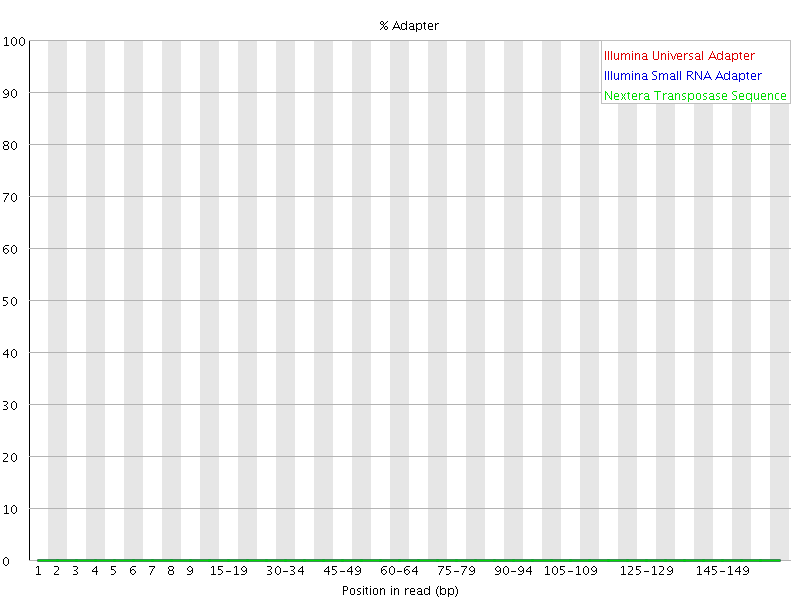 % Adapter
100
90
80
70
60
50
40
30
20
10
0
Illumina Universal Adapter
Illumina Small RNA Adapter
Nextera Transposase Sequence
1 2 3 4 5 6 7 8 9 15-19 30-34 45-49 60-64 75-79 90-94 105-109 125-129 145-149
Position in read (bp)